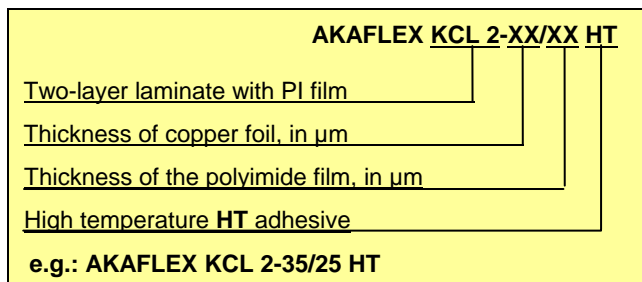 AKAFLEX KCL 2-XX/XX HT
Two-layer laminate with PI film
Thickness of copper foil, in µm
Thickness of the polyimide film, in µm
High temperature HT adhesive
e.g.: AKAFLEX KCL 2-35/25 HT